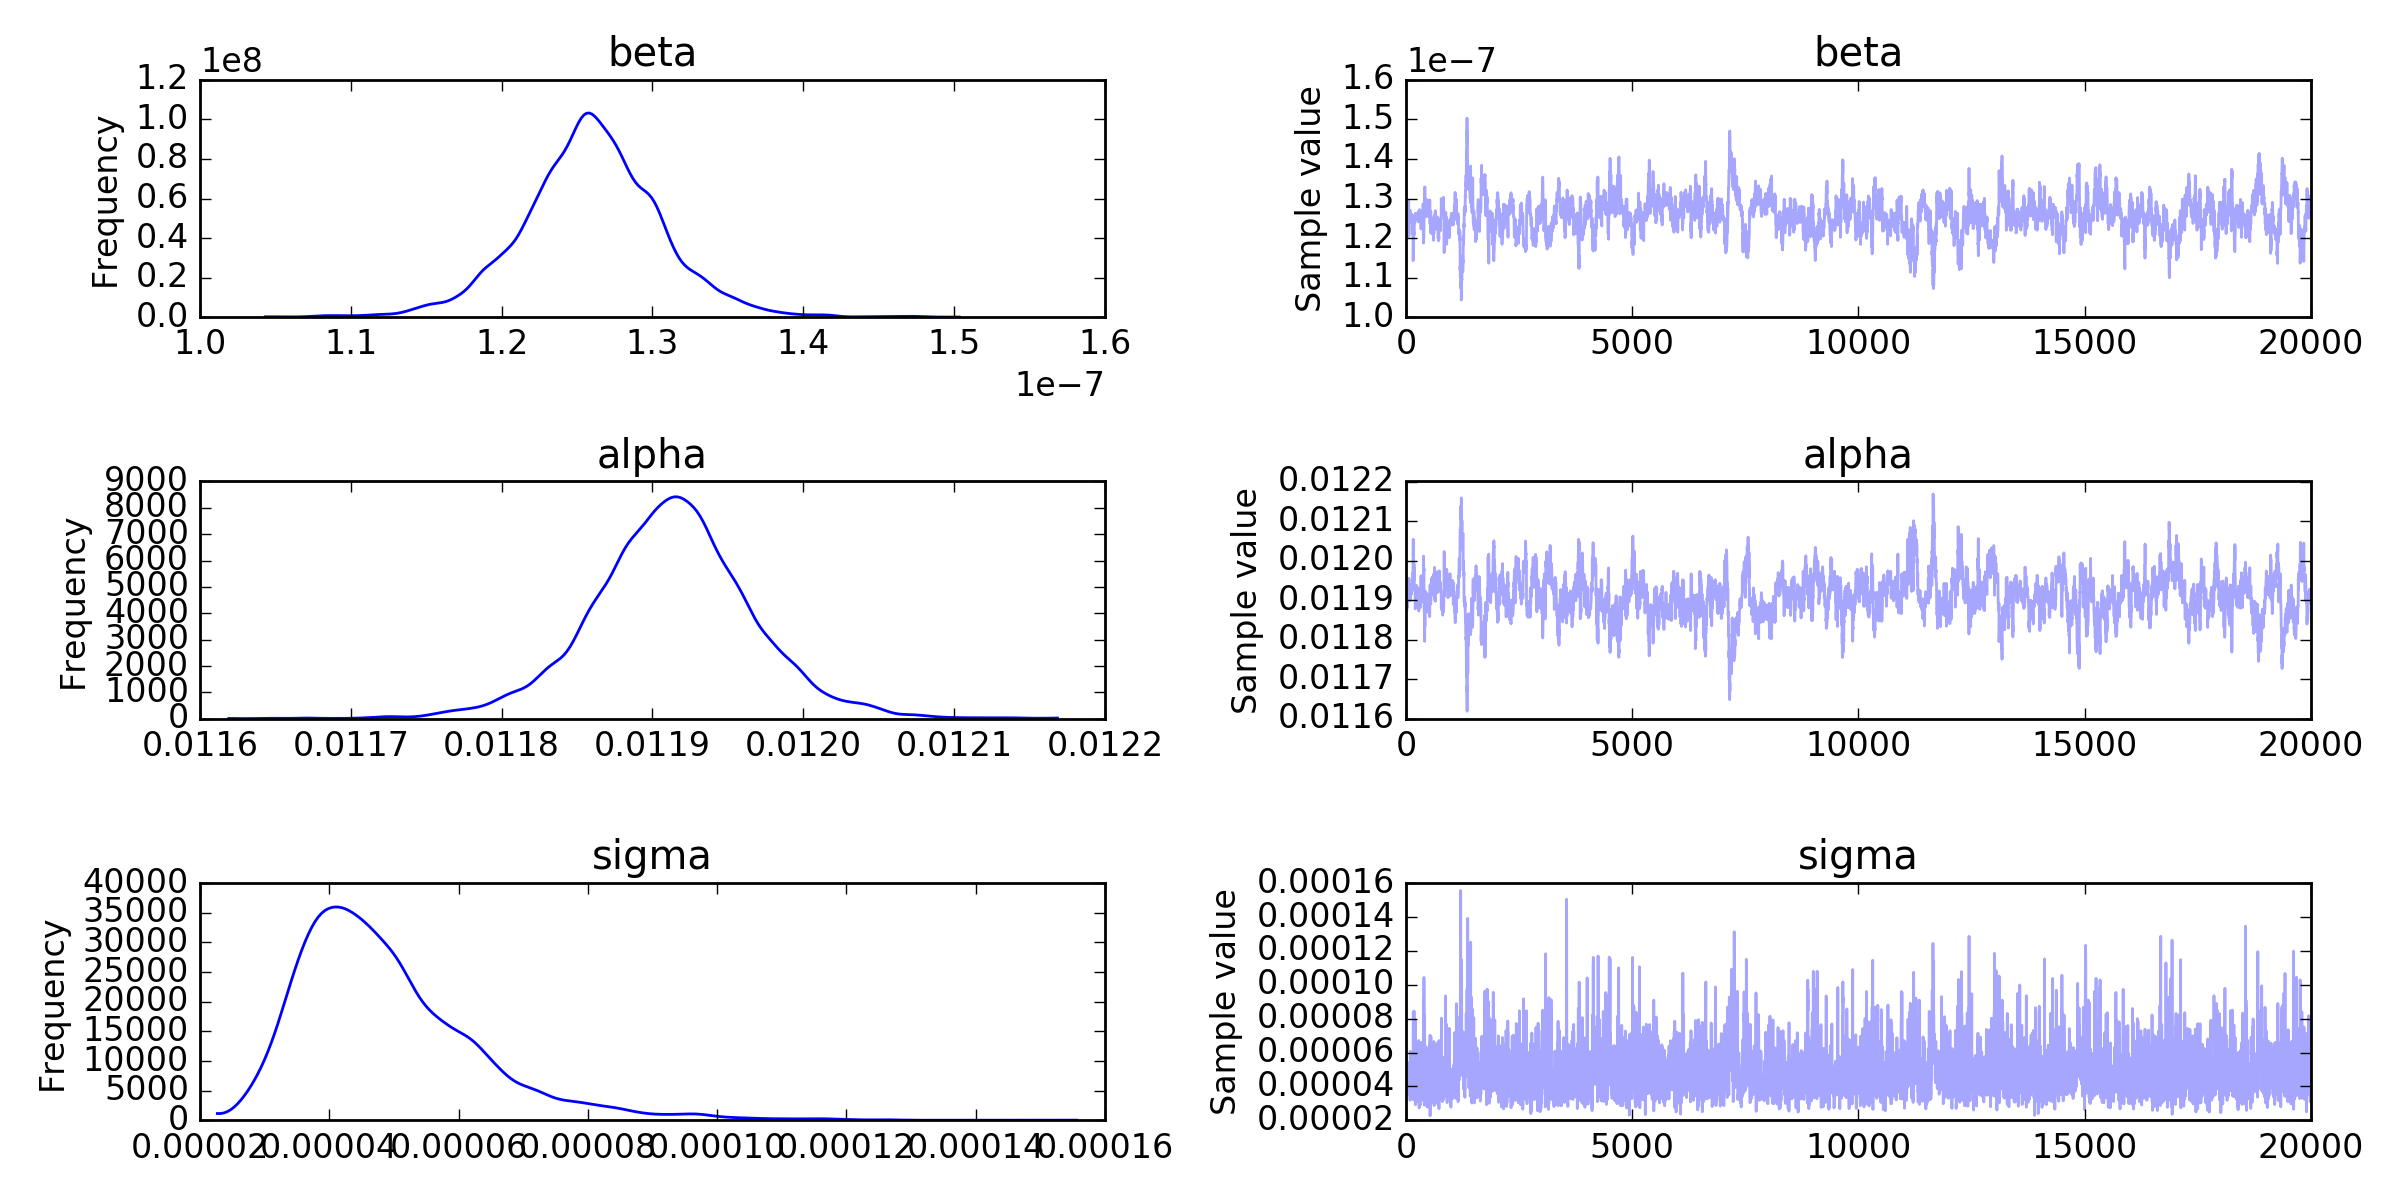 beta
1e8
1.2
1.0
0.8
0.6
0.4
0.2
0.0
Frequency
1.0 1.1 1.2 1.3 1.4 1.5 1.6
1e−7
beta
1e−7
1.6
1.5
1.4
1.3
1.2
1.1
1.0
Sample value
0 5000 10000 15000 20000
alpha
9000
8000
7000
6000
5000
4000
3000
2000
1000
0
Frequency
0.0116 0.0117 0.0118 0.0119 0.0120 0.0121 0.0122
alpha
0.0122
0.0121
0.0120
0.0119
0.0118
0.0117
0.0116
Sample value
0 5000 10000 15000 20000
sigma
40000
35000
30000
25000
20000
15000
10000
5000
0
Frequency
0.00002 0.00004 0.00006 0.00008 0.00010 0.00012 0.00014 0.00016
sigma
0.00016
0.00014
0.00012
0.00010
0.00008
0.00006
0.00004
0.00002
Sample value
0 5000 10000 15000 20000